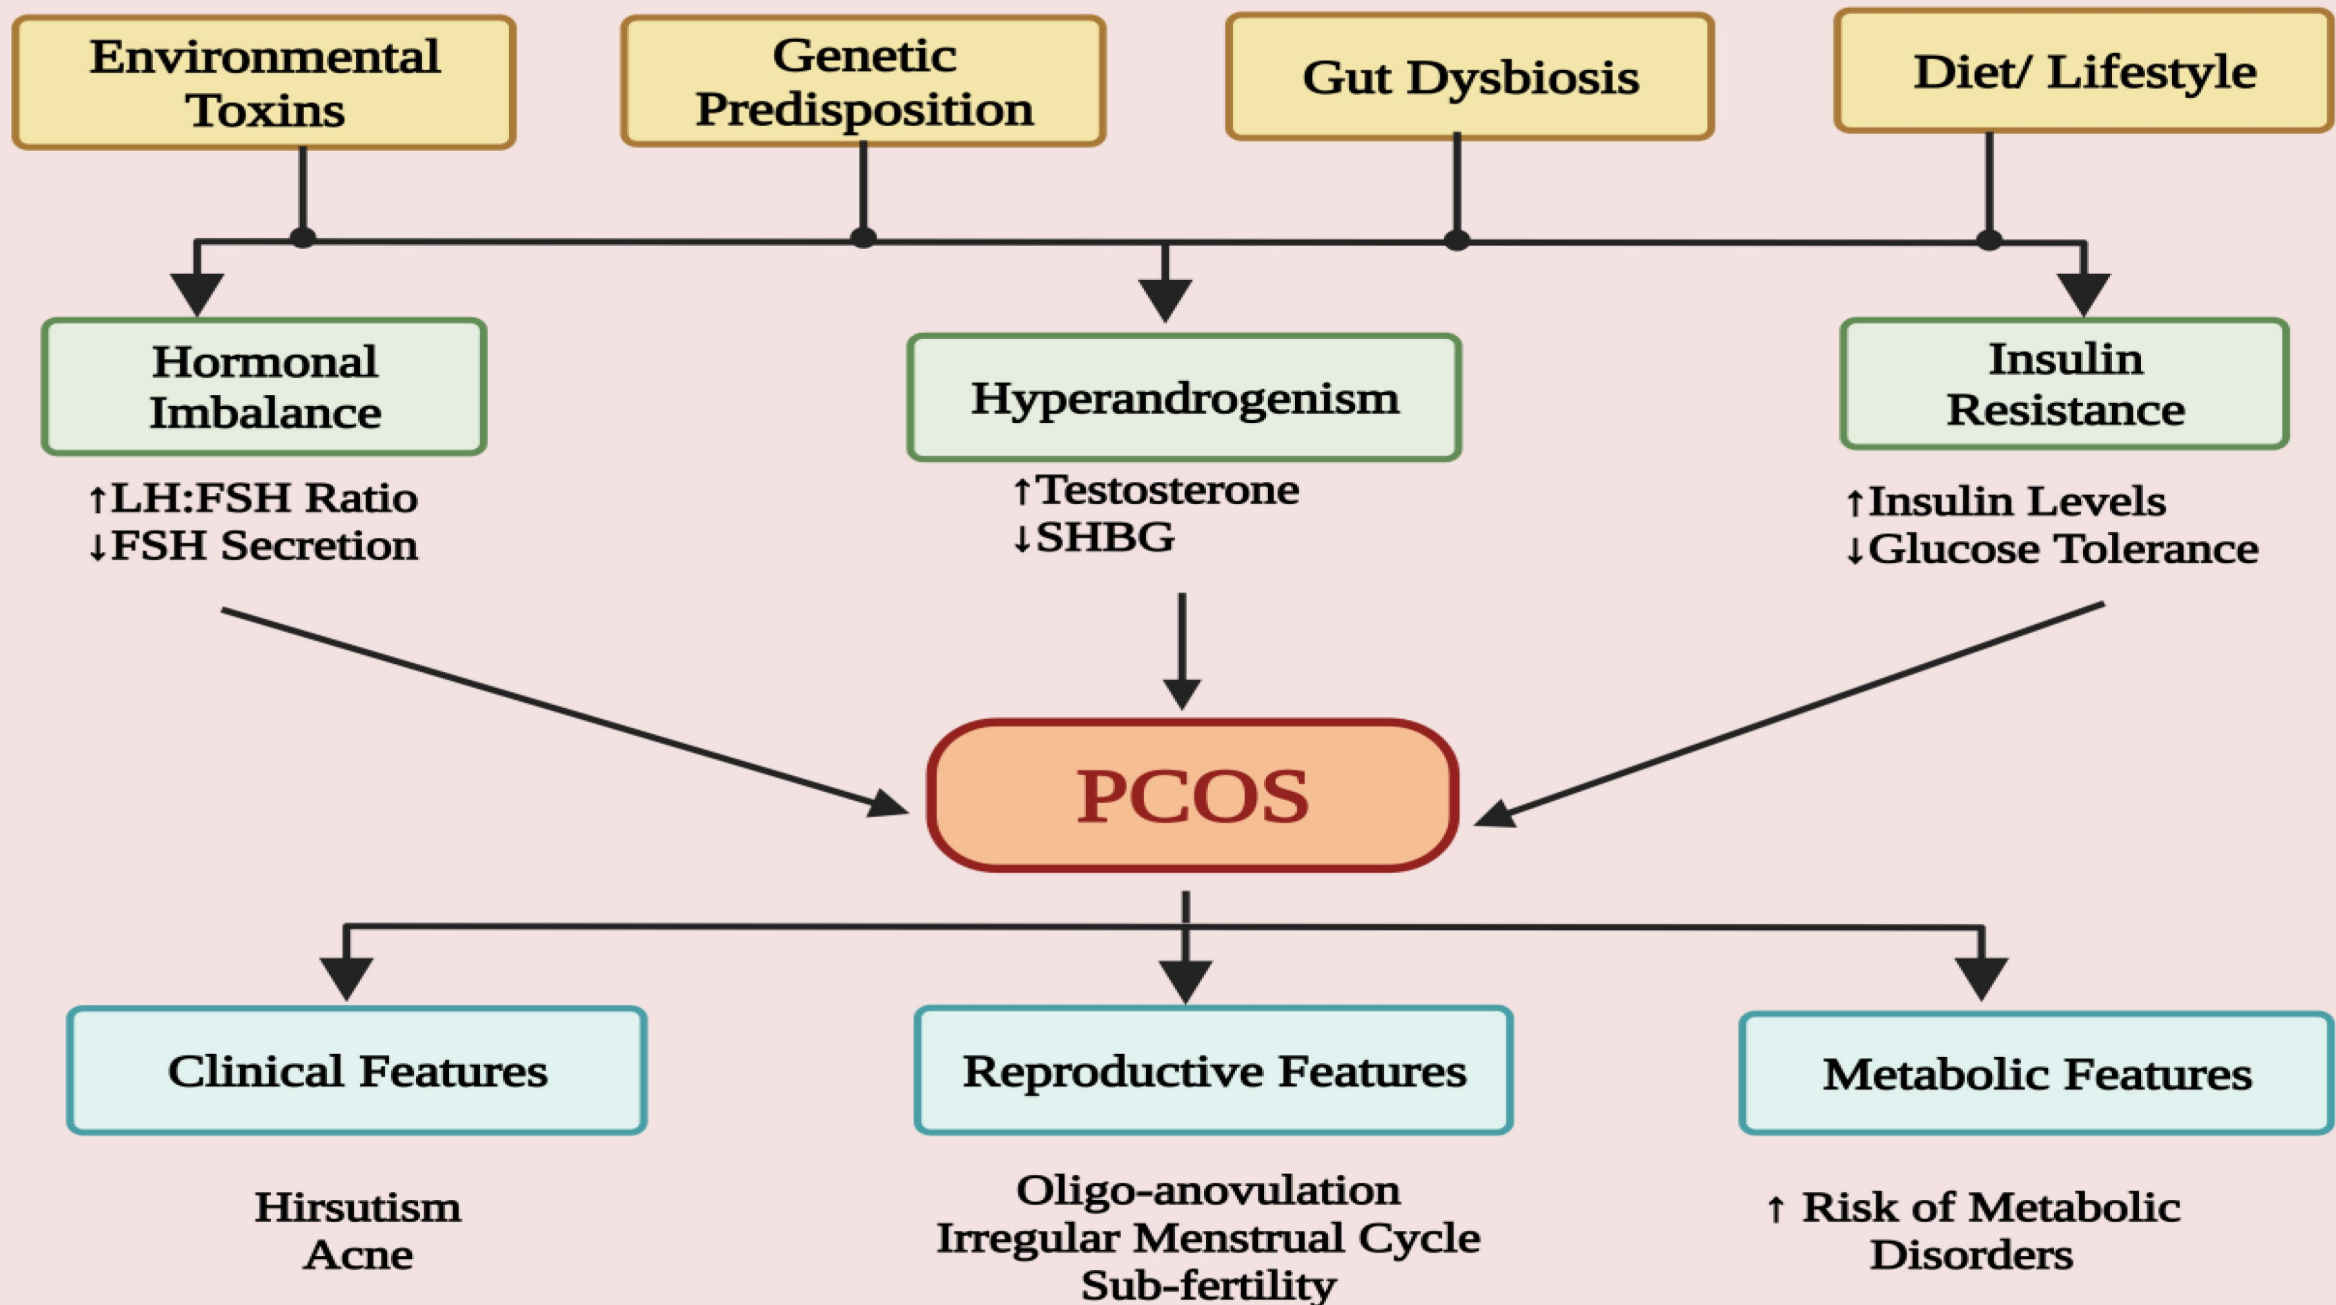 Environmental
Toxins
Genetic
Predisposition
Gut Dysbiosis
Diet/ Lifestyle
Hormonal
Imbalance
Hyperandrogenism
Insulin
Resistance
↑LH:FSH Ratio
↓FSH Secretion
↑Testosterone
↓SHBG
↑Insulin Levels
↓Glucose Tolerance
PCOS
Clinical Features
Reproductive Features
Metabolic Features
Hirsutism
Acne
Oligo-anovulation
Irregular Menstrual Cycle
Sub-fertility
↑ Risk of Metabolic
Disorders